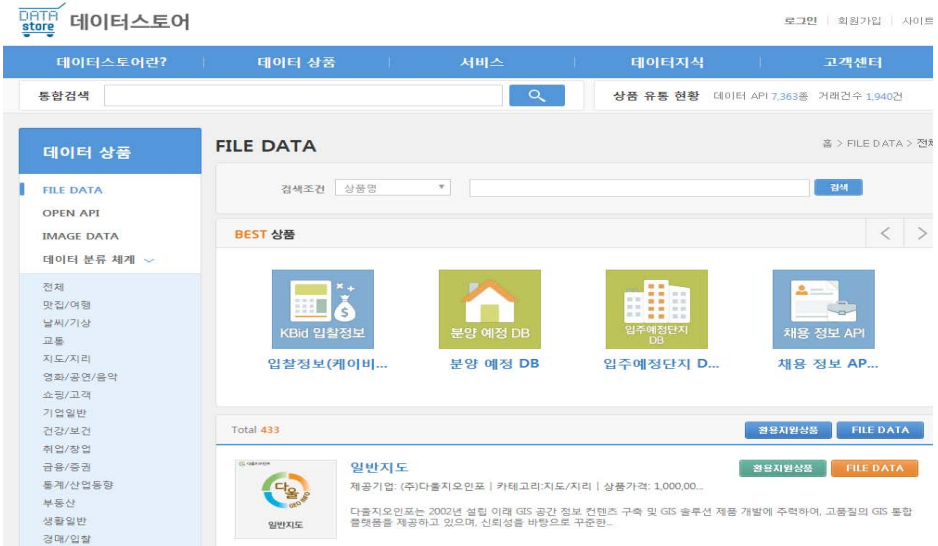 DATA store 데이터스토어
로그인 | 회원가입 | 사이트
데이터스토어란? | 데이터 상품 | 서비스 | 데이터지식 | 고객센터
통합검색
상품 유통 현황 데이터 API 7,363종 거래건수 1,940건
데이터 상품
FILE DATA
OPEN API
IMAGE DATA
데이터 분류 체계
전체
맛집/여행
날씨/기상
교통
지도/지리
영화/공연/음악
쇼핑/고객
기업일반
건강/보건
취업/창업
금융/증권
통계/산업동향
부동산
생활일반
경매/입찰
FILE DATA
홈 > FILE DATA > 전체
검색조건 상품명 검색
BEST 상품
KBid 입찰정보
입찰정보(케이비...
분양 예정 DB
분양 예정 DB
입주예정단지 DB
입주예정단지 D...
채용 정보 API
채용 정보 AP...
Total 433
활용지원상품 FILE DATA
다올 GEO INFO
일반지도
일반지도
활용지원상품 FILE DATA
제공기업: (주)다울지오인포 | 카테고리:지도/지리 | 상품가격: 1,000,00...
다울지오인포는 2002년 설립 이래 GIS 공간 정보 컨텐츠 구축 및 GIS 솔루션 제품 개발에 주력하여, 고품질의 GIS 통합
플랫폼을 제공하고 있으며, 신뢰성을 바탕으로 꾸준한...